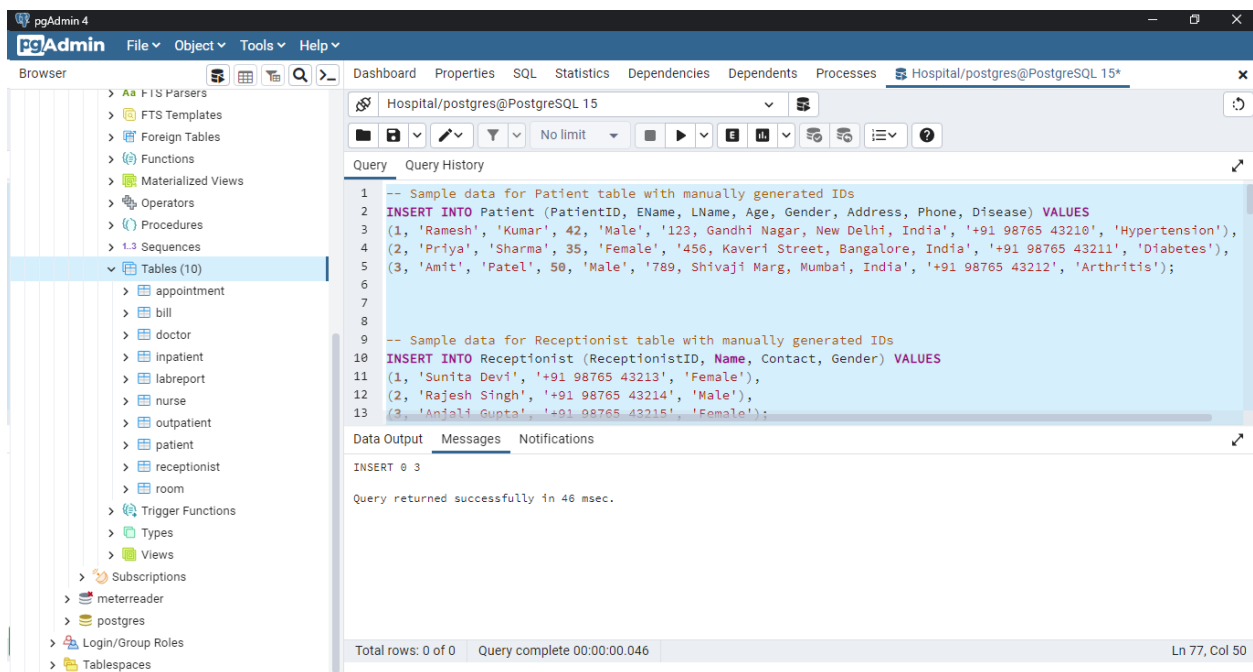 pgAdmin 4
pgAdmin File Object Tools Help
Browser
Dashboard Properties SQL Statistics Dependencies Dependents Processes Hospital/postgres@PostgreSQL 15*
Aa FTS Parsers
FTS Templates
Foreign Tables
Functions
Materialized Views
Operators
Procedures
1..3 Sequences
Tables (10)
appointment
bill
doctor
inpatient
labreport
nurse
outpatient
patient
receptionist
room
Trigger Functions
Types
Views
Subscriptions
meterreader
postgres
Login/Group Roles
Tablespaces
Hospital/postgres@PostgreSQL 15
No limit
E
Query Query History
1 -- Sample data for Patient table with manually generated IDs
2 INSERT INTO Patient (PatientID, EName, LName, Age, Gender, Address, Phone, Disease) VALUES
3 (1, 'Ramesh', 'Kumar', 42, 'Male', '123, Gandhi Nagar, New Delhi, India', '+91 98765 43210', 'Hypertension'),
4 (2, 'Priya', 'Sharma', 35, 'Female', '456, Kaveri Street, Bangalore, India', '+91 98765 43211', 'Diabetes'),
5 (3, 'Amit', 'Patel', 50, 'Male', '789, Shivaji Marg, Mumbai, India', '+91 98765 43212', 'Arthritis');
6
7
8
9 -- Sample data for Receptionist table with manually generated IDs
10 INSERT INTO Receptionist (ReceptionistID, Name, Contact, Gender) VALUES
11 (1, 'Sunita Devi', '+91 98765 43213', 'Female'),
12 (2, 'Rajesh Singh', '+91 98765 43214', 'Male'),
13 (3, 'Anjali Gupta', '+91 98765 43215', 'Female');
Data Output Messages Notifications
INSERT 0 3
Query returned successfully in 46 msec.
Total rows: 0 of 0 Query complete 00:00:00.046 Ln 77, Col 50